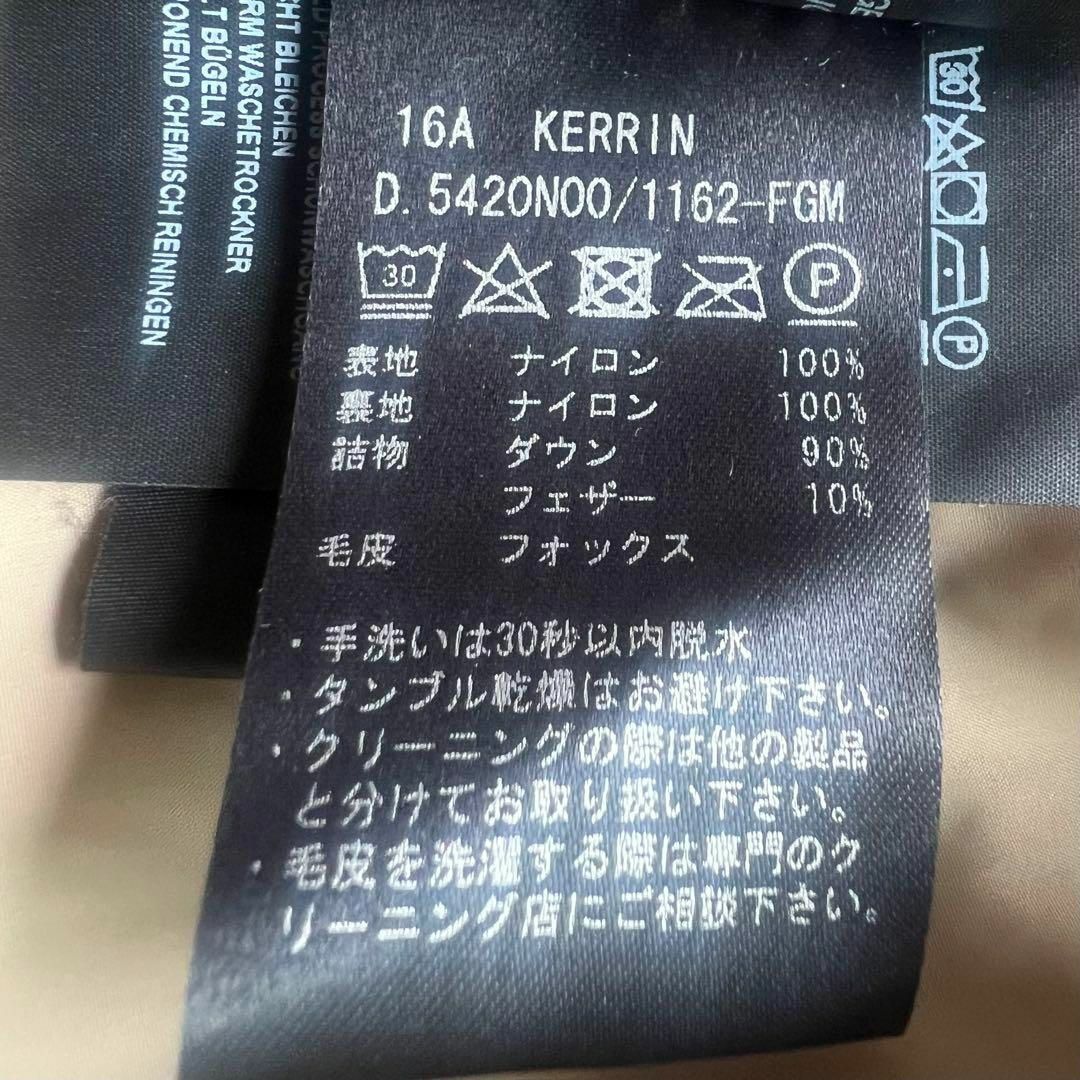 16A KERRIN
D.5420N00/1162-FGM
30
P
表地 ナイロン 100%
裏地 ナイロン 100%
詰物 ダウン 90%
フェザー 10%
毛皮 フォックス
・手洗いは30秒以内脱水
・タンブル乾燥はお避け下さい。
・クリーニングの際は他の製品
と分けてお取り扱い下さい。
・毛皮を洗濯する際は専門のク
リーニング店にご相談下さい。
CHT BLEICHEN
RM WASCHETROCKNER
LT BÜGELN
ONEND CHEMISCH REININGEN
30
P